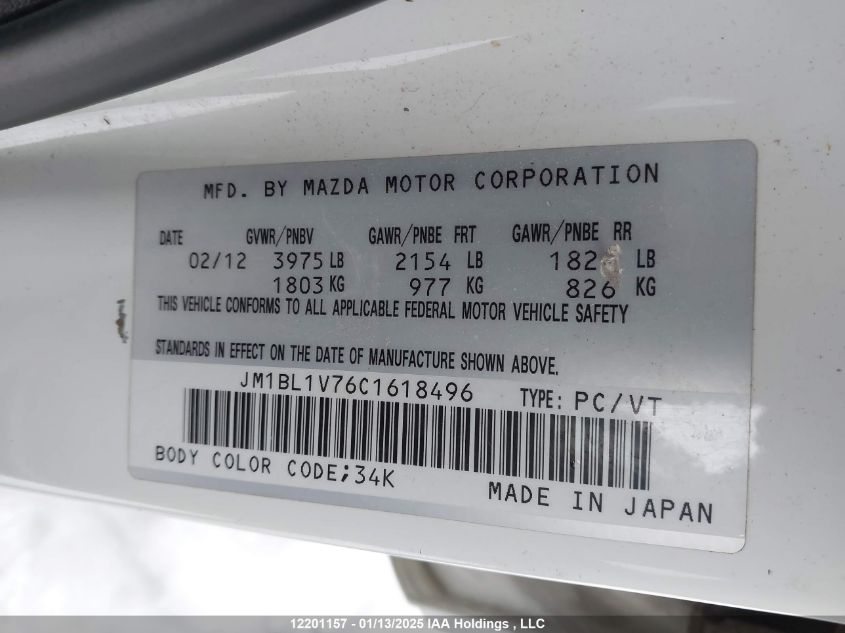 MFD. BY MAZDA MOTOR CORPORATION
DATE GVWR/PNBV GAWR/PNBE FRT GAWR/PNBE RR
02/12 3975 LB 2154 LB LB
1803 KG 977 KG 826 KG
THIS VEHICLE CONFORMS TO ALL APPLICABLE FEDERAL MOTOR VEHICLE SAFETY
STANDARDS IN EFFECT ON THE DATE OF MANUFACTURE SHOWN ABOVE.
JM1BL1V76C1618496 TYPE: PC/VT
BODY COLOR CODE;34K
MADE IN JAPAN
12201157 - 01/13/2025 IAA Holdings , LLC